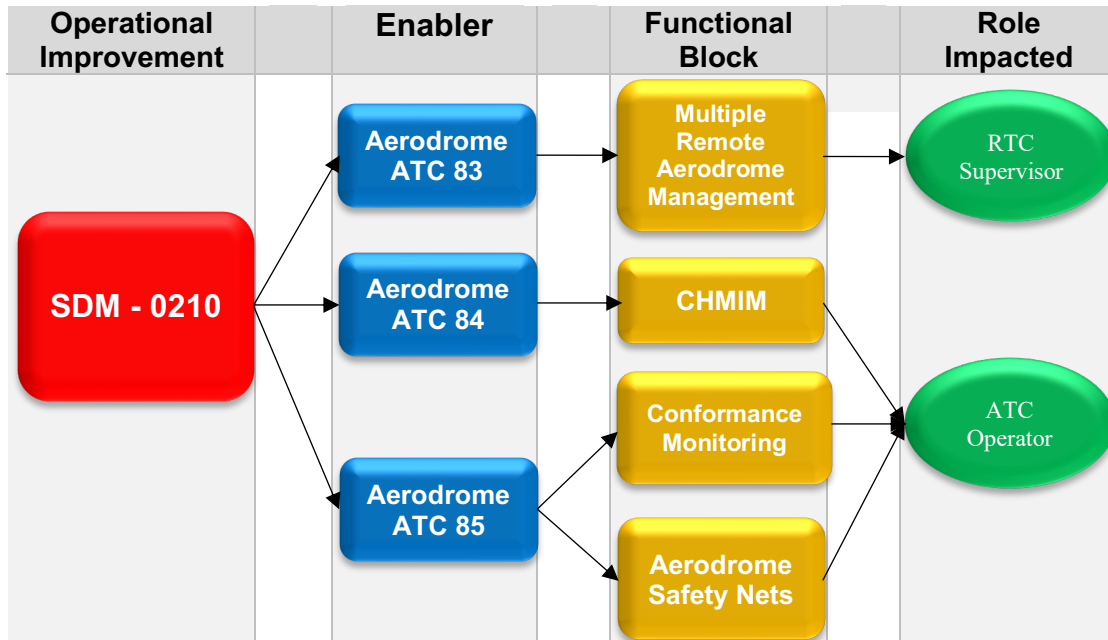 Operational
Improvement
Enabler
Functional
Block
Role
Impacted
SDM - 0210
Aerodrome
ATC 83
Multiple
Remote
Aerodrome
Management
RTC
Supervisor
Aerodrome
ATC 84
CHMIM
Conformance
Monitoring
ATC
Operator
Aerodrome
ATC 85
Aerodrome
Safety Nets